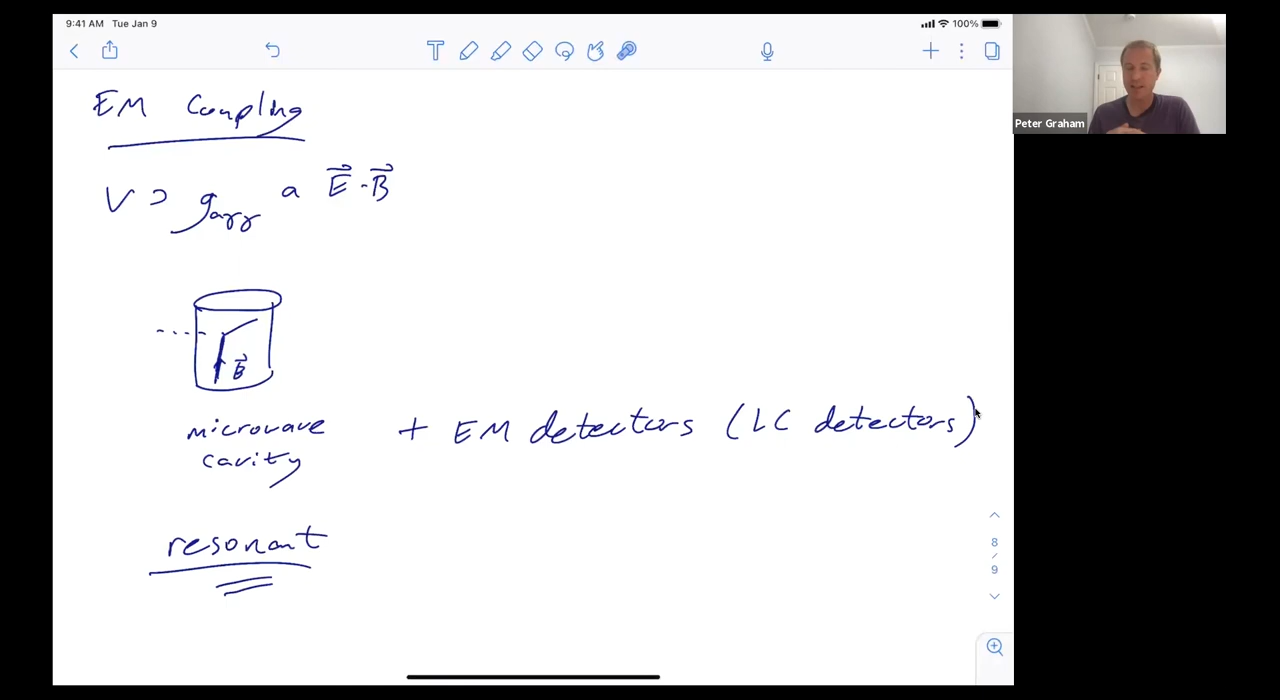 9:41 AM Tue Jan 9
100%
Peter Graham
EM Coupling
V ⊃ gaγγ a E⃗ · B⃗
B⃗
microwave
cavity
+ EM detectors (LC detectors)
resonant
8
/
9